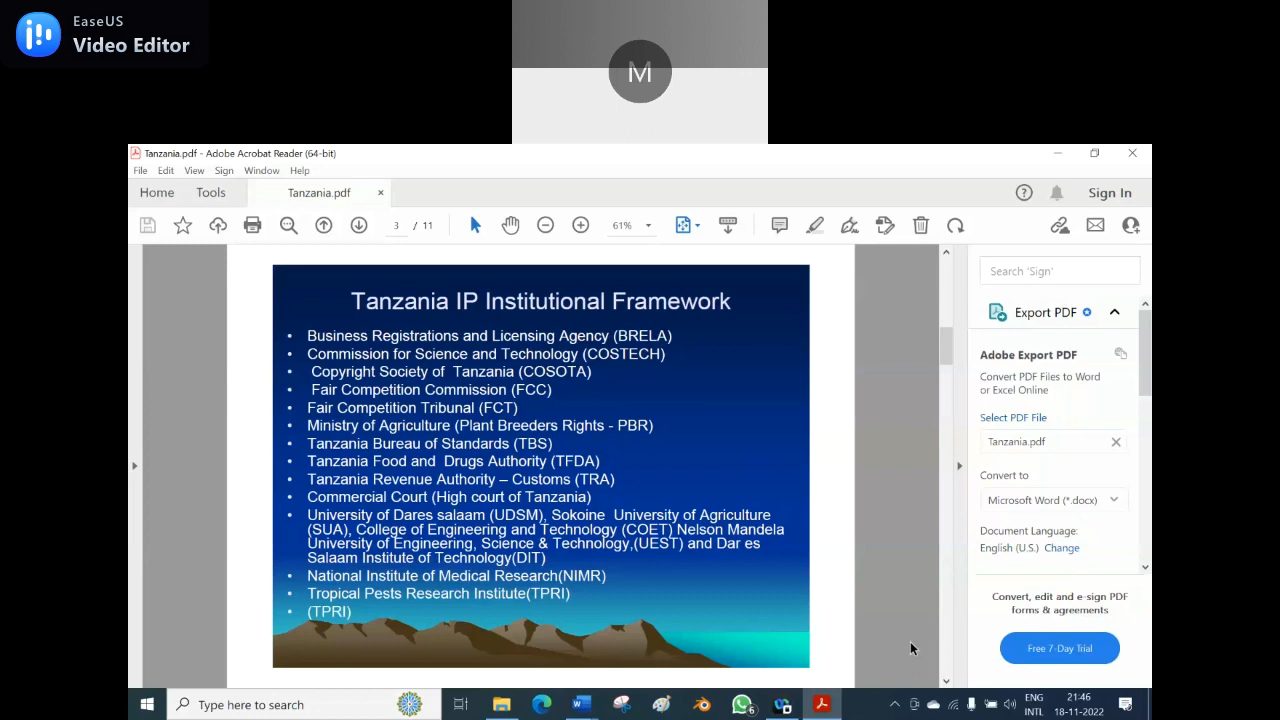 EaseUS
Video Editor
M
Tanzania.pdf - Adobe Acrobat Reader (64-bit)
File Edit View Sign Window Help
Home Tools Tanzania.pdf × Sign In
3 / 11 61%
Tanzania IP Institutional Framework
• Business Registrations and Licensing Agency (BRELA)
• Commission for Science and Technology (COSTECH)
• Copyright Society of Tanzania (COSOTA)
• Fair Competition Commission (FCC)
• Fair Competition Tribunal (FCT)
• Ministry of Agriculture (Plant Breeders Rights - PBR)
• Tanzania Bureau of Standards (TBS)
• Tanzania Food and Drugs Authority (TFDA)
• Tanzania Revenue Authority – Customs (TRA)
• Commercial Court (High court of Tanzania)
• University of Dares salaam (UDSM), Sokoine University of Agriculture
(SUA), College of Engineering and Technology (COET) Nelson Mandela
University of Engineering, Science & Technology,(UEST) and Dar es
Salaam Institute of Technology(DIT)
• National Institute of Medical Research(NIMR)
• Tropical Pests Research Institute(TPRI)
• (TPRI)
Search 'Sign'
Export PDF
Adobe Export PDF
Convert PDF Files to Word
or Excel Online
Select PDF File
Tanzania.pdf
Convert to
Microsoft Word (*.docx)
Document Language:
English (U.S.) Change
Convert, edit and e-sign PDF
forms & agreements
Free 7-Day Trial
Type here to search
6
ENG
INTL
21:46
18-11-2022